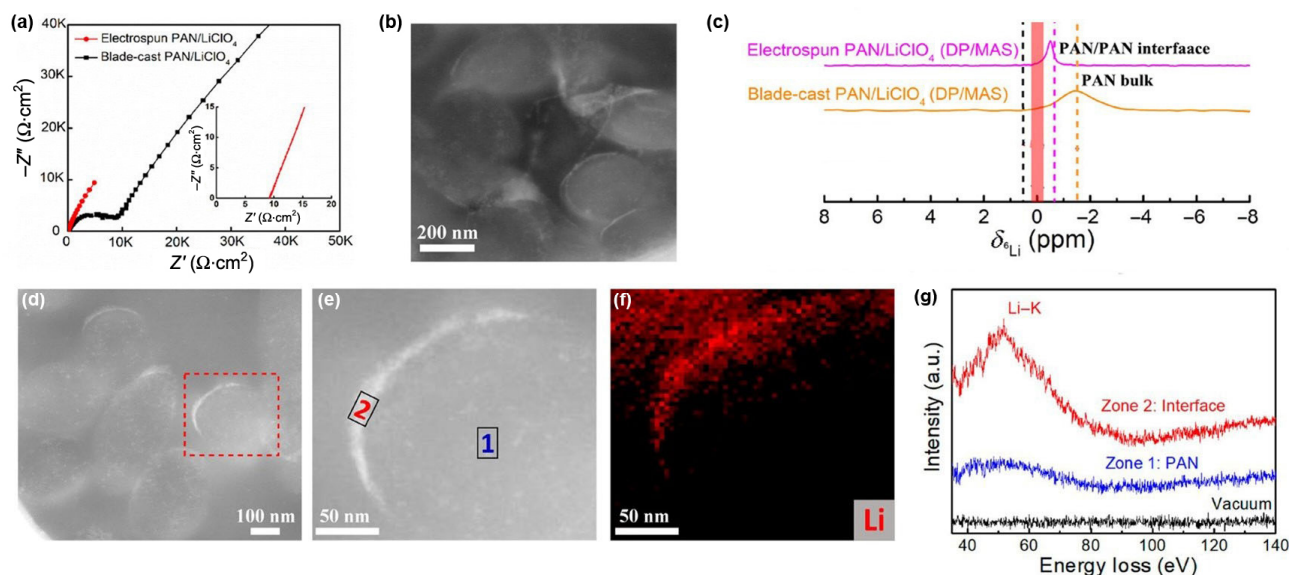 (a)
40K
30K
20K
10K
0
0
10K
20K
30K
40K
50K
−Z″ (Ω·cm²)
Z′ (Ω·cm²)
Electrospun PAN/LiClO₄
Blade-cast PAN/LiClO₄
15
10
5
0
0
5
10
15
20
−Z″ (Ω·cm²)
Z′ (Ω·cm²)
(b)
200 nm
(c)
Electrospun PAN/LiClO₄ (DP/MAS)
PAN/PAN interfaace
PAN bulk
Blade-cast PAN/LiClO₄ (DP/MAS)
8 6 4 2 0 −2 −4 −6 −8
δ⁶Li (ppm)
(d)
100 nm
(e)
2
1
50 nm
(f)
50 nm
Li
(g)
Intensity (a.u.)
Li–K
Zone 2: Interface
Zone 1: PAN
Vacuum
40 60 80 100 120 140
Energy loss (eV)